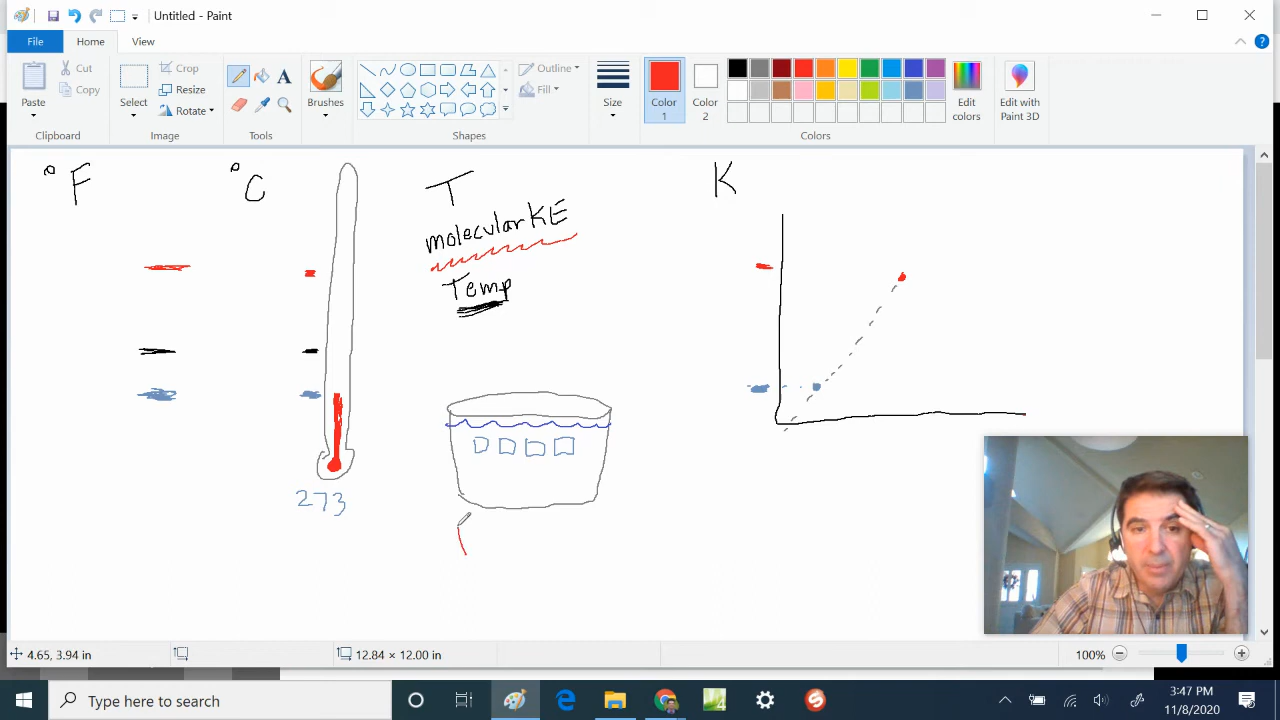 Untitled - Paint
File Home View
Paste
Cut
Copy
Clipboard
Select
Crop
Resize
Rotate
Image
A
Tools
Brushes
Outline
Fill
Shapes
Size
Color 1
Color 2
Edit colors
Edit with Paint 3D
Colors
°F °C T K
molecular KE
Temp
273
4.65, 3.94 in
12.84 × 12.00 in
100%
Type here to search
3:47 PM
11/8/2020